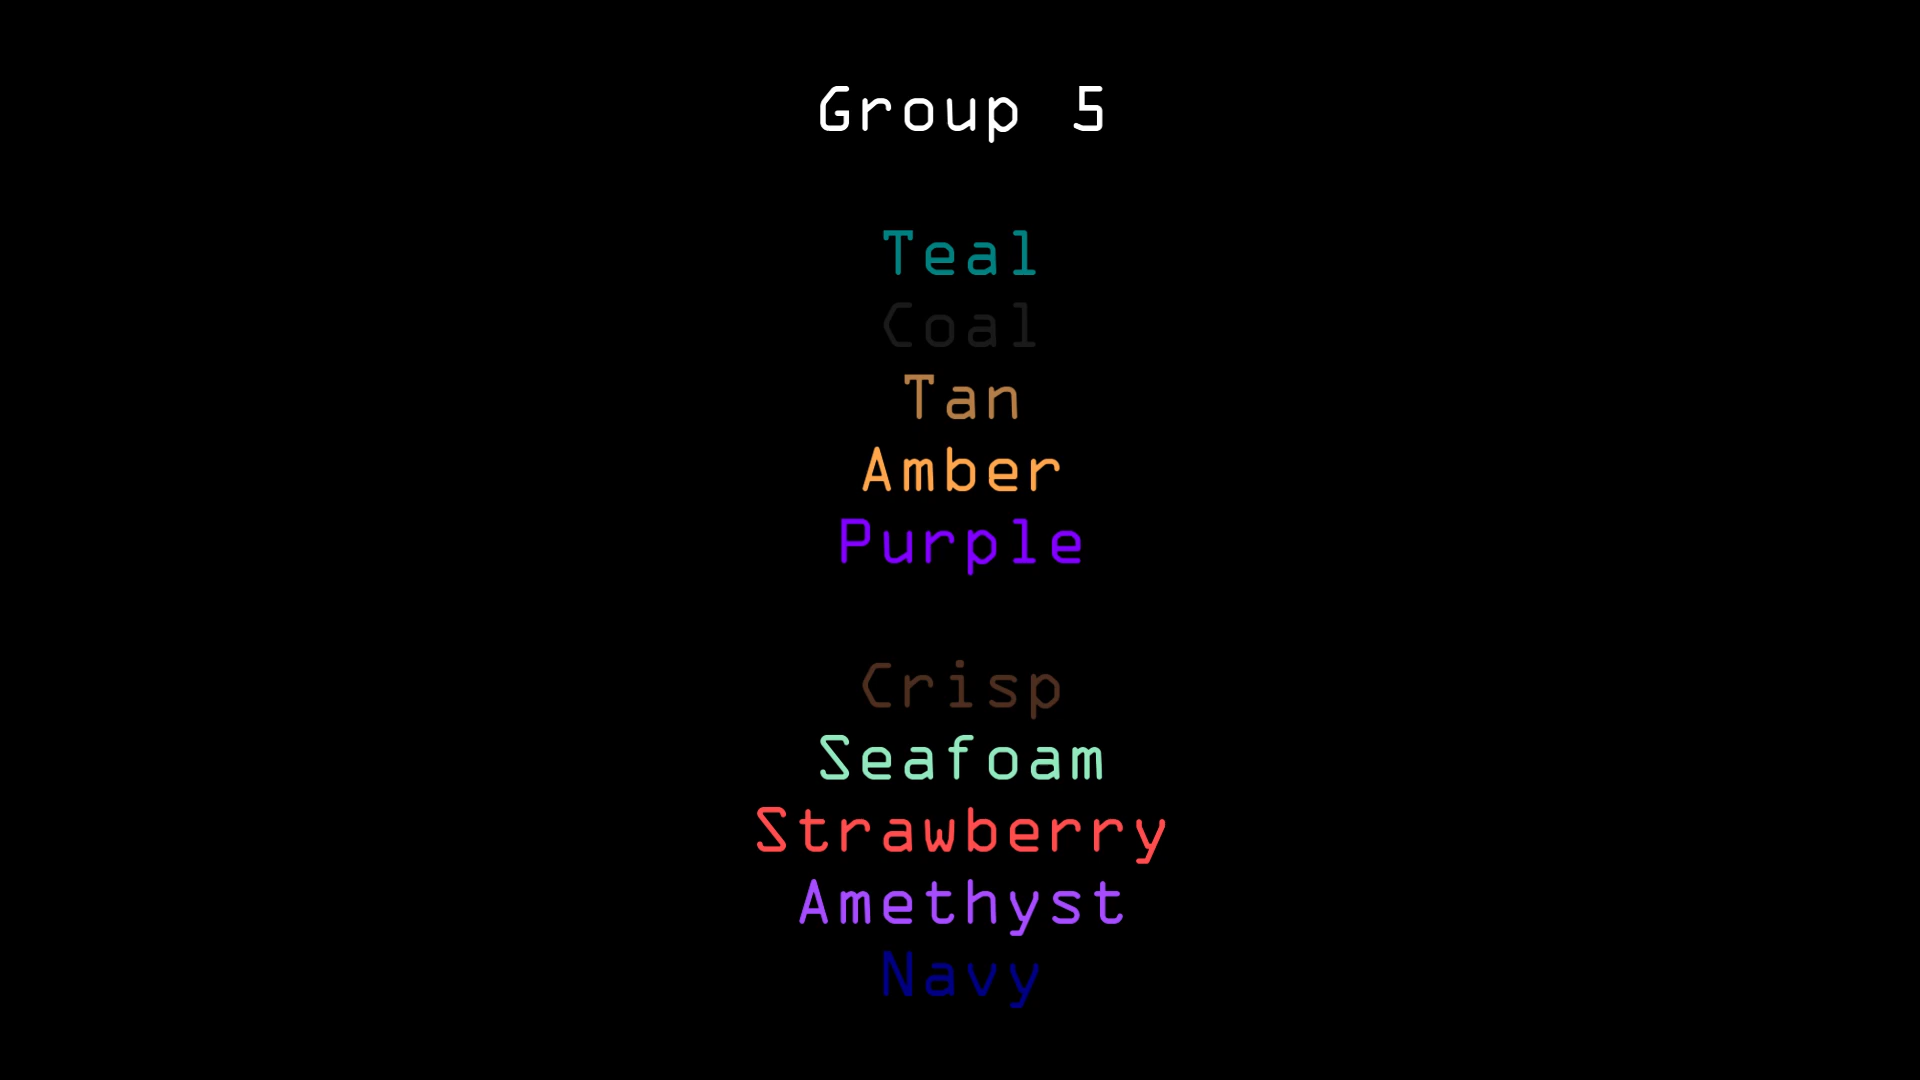 Group 5
Teal
Coal
Tan
Amber
Purple
Crisp
Seafoam
Strawberry
Amethyst
Navy